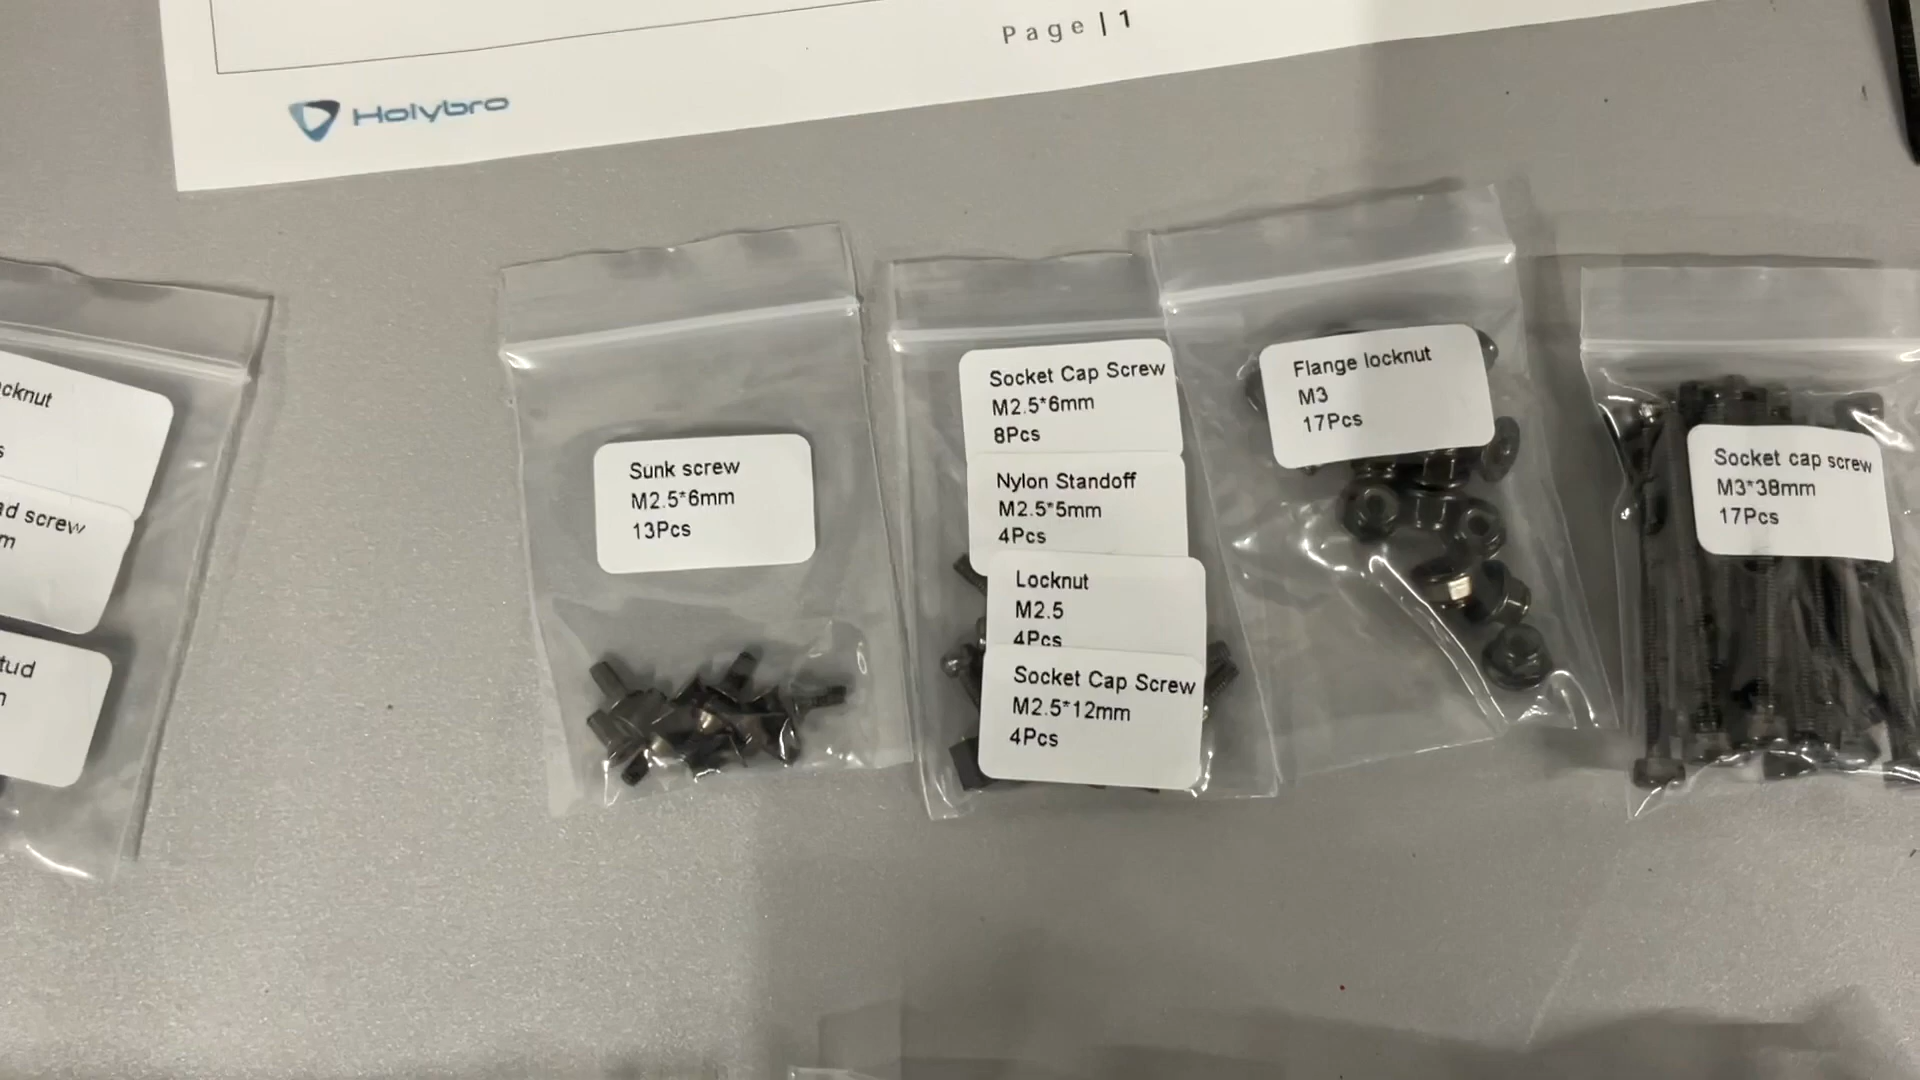 Page | 1
Holybro
Sunk screw
M2.5*6mm
13Pcs
Socket Cap Screw
M2.5*6mm
8Pcs
Nylon Standoff
M2.5*5mm
4Pcs
Locknut
M2.5
4Pcs
Socket Cap Screw
M2.5*12mm
4Pcs
Flange locknut
M3
17Pcs
Socket cap screw
M3*38mm
17Pcs
screw